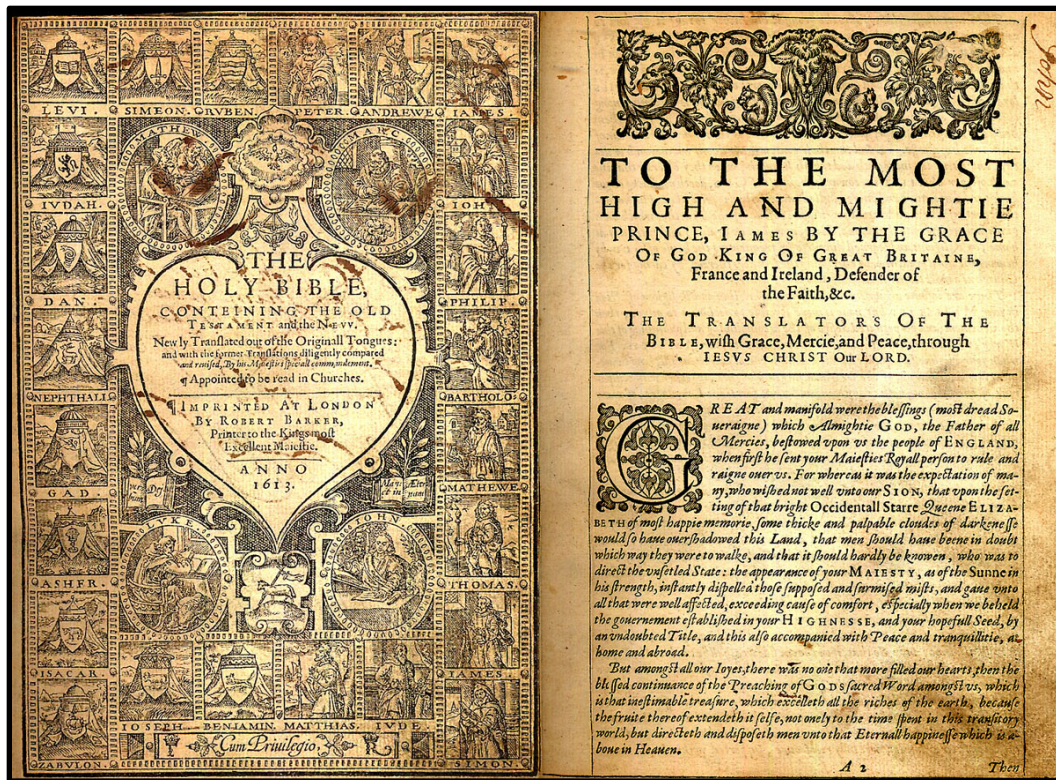 LEVI. SIMEON. RVBEN. PETER. ANDREWE IAMES.
MATHEW MARC
IVDAH. IOHN
DAN. PHILIP.
NEPHTHALI BARTHOLO-
GAD. MATHEWE
ASHER. THOMAS.
ISACAR. IAMES.
ZABVLON. IOSEPH. BENJAMIN. MATTHIAS. IVDE SIMON.
THE
HOLY BIBLE,
CONTEINING THE OLD
TESTAMENT and the NEVV.
Newly Translated out of the Originall Tongues:
and with the former Translations diligently compared
and reuised, By his Maiesties speciall commandement.
¶ Appointed to be read in Churches.
¶ IMPRINTED AT LONDON
BY ROBERT BARKER,
Printer to the Kings most
Excellent Maiestie.
ANNO
1613.
LVKE IOHN
Cum Priuilegio.
TO THE MOST
HIGH AND MIGHTIE
PRINCE, IAMES BY THE GRACE
OF GOD KING OF GREAT BRITAINE,
France and Ireland, Defender of
the Faith, &c.
THE TRANSLATORS OF THE
BIBLE, wish Grace, Mercie, and Peace, through
IESVS CHRIST Our LORD.
GREAT and manifold were the blessings (most dread So-
ueraigne) which Almightie GOD, the Father of all
Mercies, bestowed vpon vs the people of ENGLAND,
when first he sent your Maiesties Royall person to rule and
raigne ouer vs. For whereas it was the expectation of ma-
ny, who wished not well vnto our SION, that vpon the set-
ting of that bright Occidentall Starre Queene ELIZA-
BETH of most happie memorie, some thicke and palpable cloudes of darkenesse
would so haue ouershadowed this Land, that men should haue beene in doubt
which way they were to walke, and that it should hardly be knowen, who was to
direct the vnsetled State: the appearance of your MAIESTY, as of the Sunne in
his strength, instantly dispelled those supposed and surmised mists, and gaue vnto
all that were well affected, exceeding cause of comfort, especially when we beheld
the gouernement established in your HIGHNESSE, and your hopefull Seed, by
an vndoubted Title, and this also accompanied with Peace and tranquillitie, at
home and abroad.
But amongst all our Ioyes, there was no one that more filled our hearts, then the
blessed continuance of the Preaching of GODS sacred Word amongst vs, which
is that inestimable treasure, which excelleth all the riches of the earth, because
the fruite thereof extendeth it selfe, not onely to the time spent in this transitory
world, but directeth and disposeth men vnto that Eternall happinesse which is a-
boue in Heauen.
A 2 Then